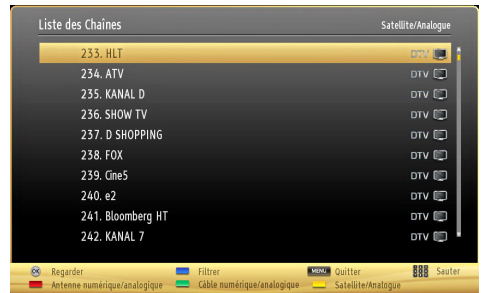 Liste des Chaînes Satellite/Analogue
233. HLT DTV
234. ATV DTV
235. KANAL D DTV
236. SHOW TV DTV
237. D SHOPPING DTV
238. FOX DTV
239. Cine5 DTV
240. e2 DTV
241. Bloomberg HT DTV
242. KANAL 7 DTV
OK Regarder Filtrer MENU Quitter Sauter
Antenne numérique/analogique Câble numérique/analogique Satellite/Analogue